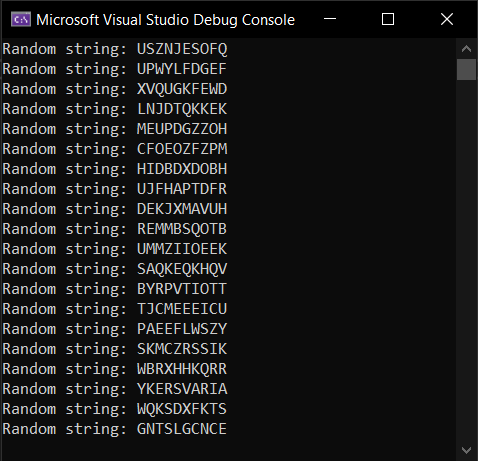 Microsoft Visual Studio Debug Console
Random string: USZNJESOFQ
Random string: UPWYLFDGEF
Random string: XVQUGKFEWD
Random string: LNJDTQKKEK
Random string: MEUPDGZZOH
Random string: CFOEOZFZPM
Random string: HIDBDXDOBH
Random string: UJFHAPTDFR
Random string: DEKJXMAVUH
Random string: REMMBSQOTB
Random string: UMMZIIOEEK
Random string: SAQKEQKHQV
Random string: BYRPVTIOTT
Random string: TJCMEEEICU
Random string: PAEEFLWSZY
Random string: SKMCZRSSIK
Random string: WBRXHHKQRR
Random string: YKERSVARIA
Random string: WQKSDXFKTS
Random string: GNTSLGCNCE